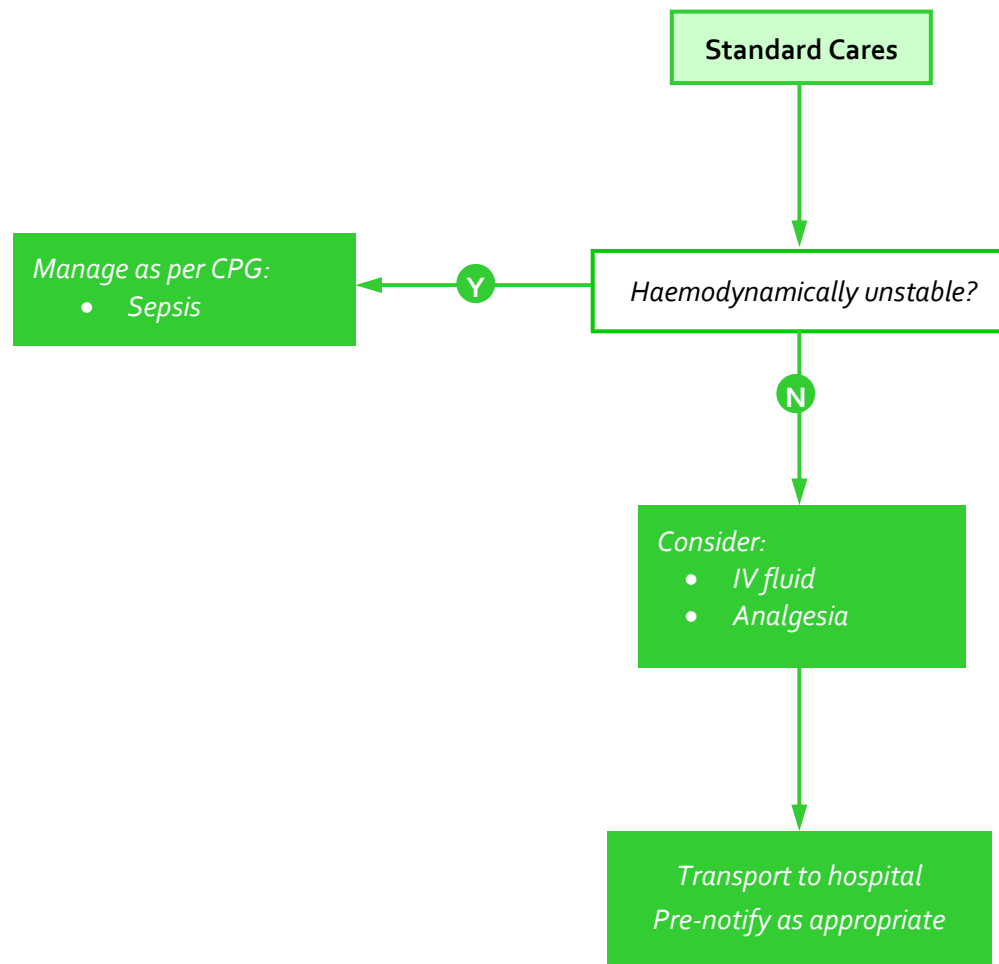 Standard Cares
Manage as per CPG:
• Sepsis
Y
Haemodynamically unstable?
N
Consider:
• IV fluid
• Analgesia
Transport to hospital
Pre-notify as appropriate